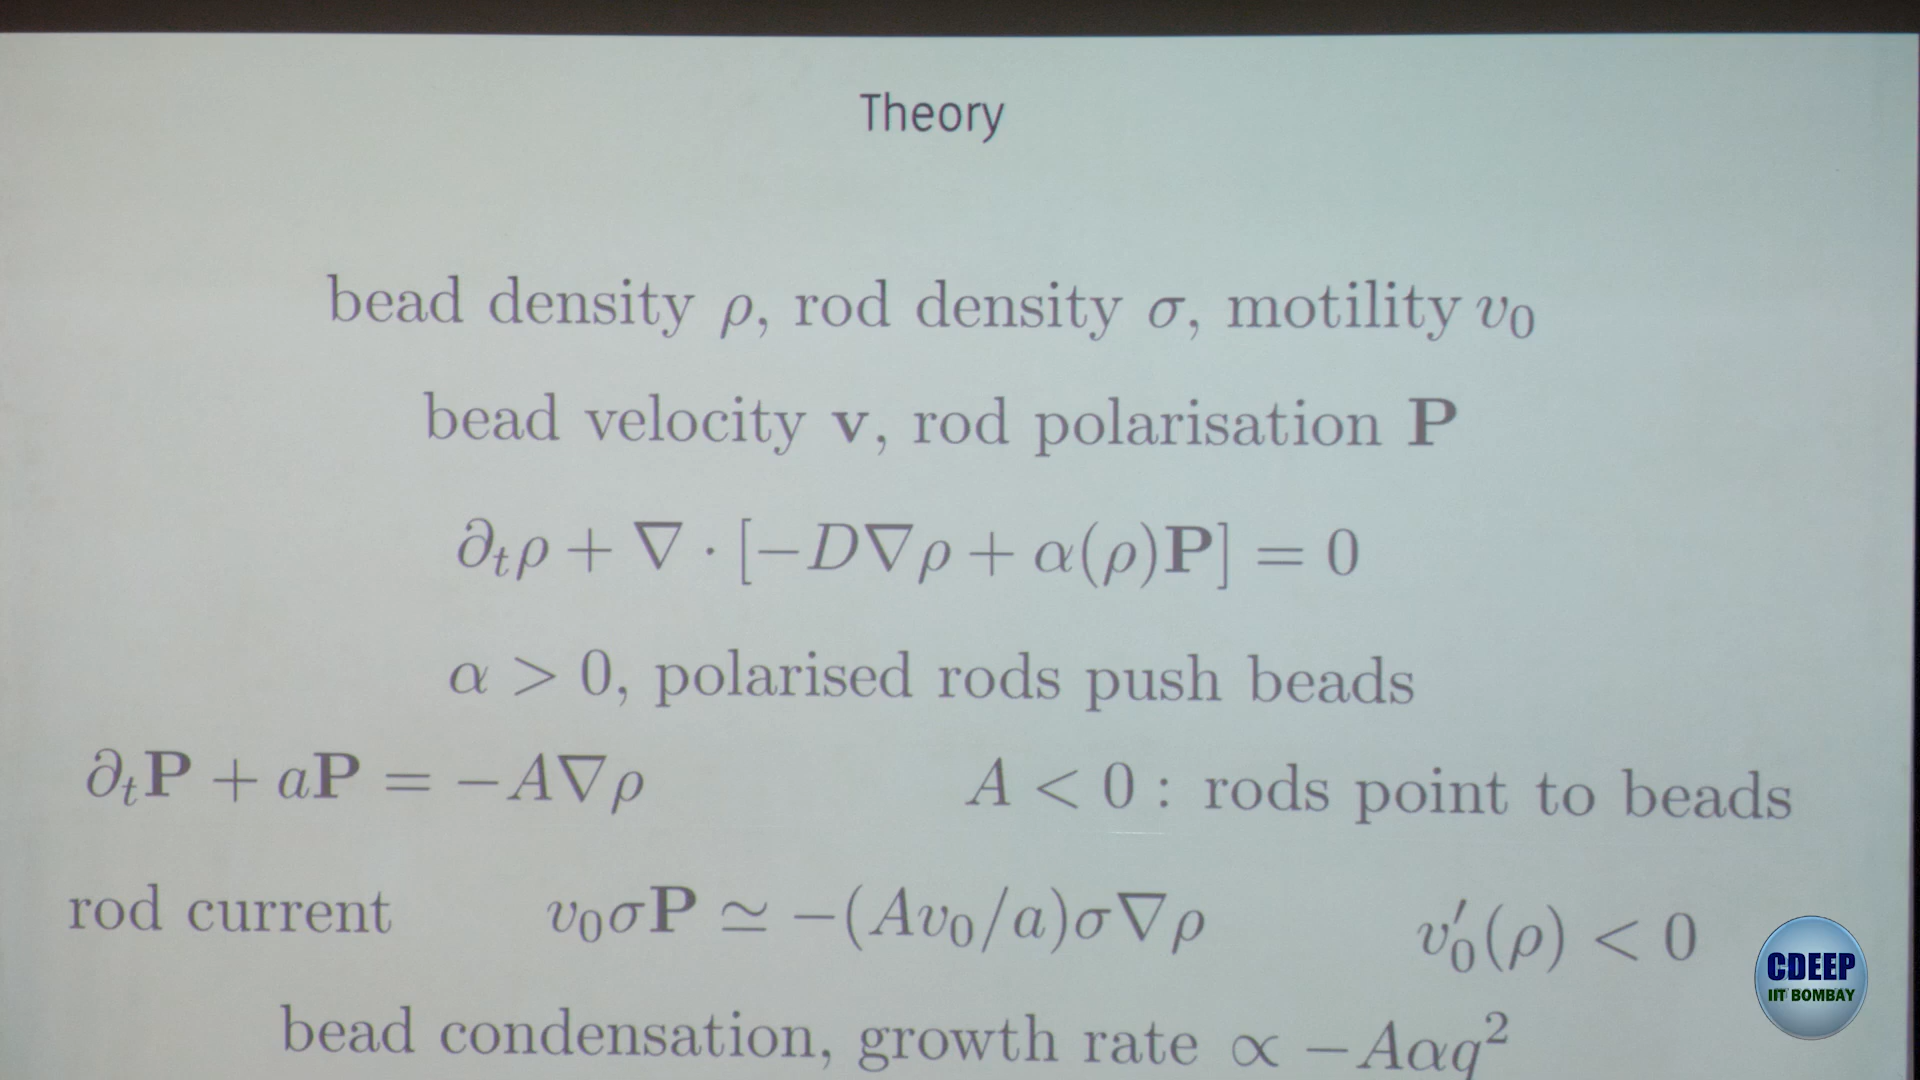 Theory
bead density ρ, rod density σ, motility v₀
bead velocity **v**, rod polarisation **P**
∂ₜρ + ∇ · [−D∇ρ + α(ρ)**P**] = 0
α > 0, polarised rods push beads
∂ₜ**P** + a**P** = −A∇ρ A < 0 : rods point to beads
rod current v₀σ**P** ≃ −(Av₀/a)σ∇ρ v₀′(ρ) < 0
bead condensation, growth rate ∝ −Aαq²
CDEEP
IIT BOMBAY